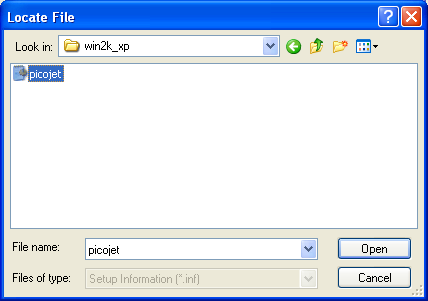 Locate File
Look in: win2k_xp
picojet
File name: picojet Open
Files of type: Setup Information (*.inf) Cancel